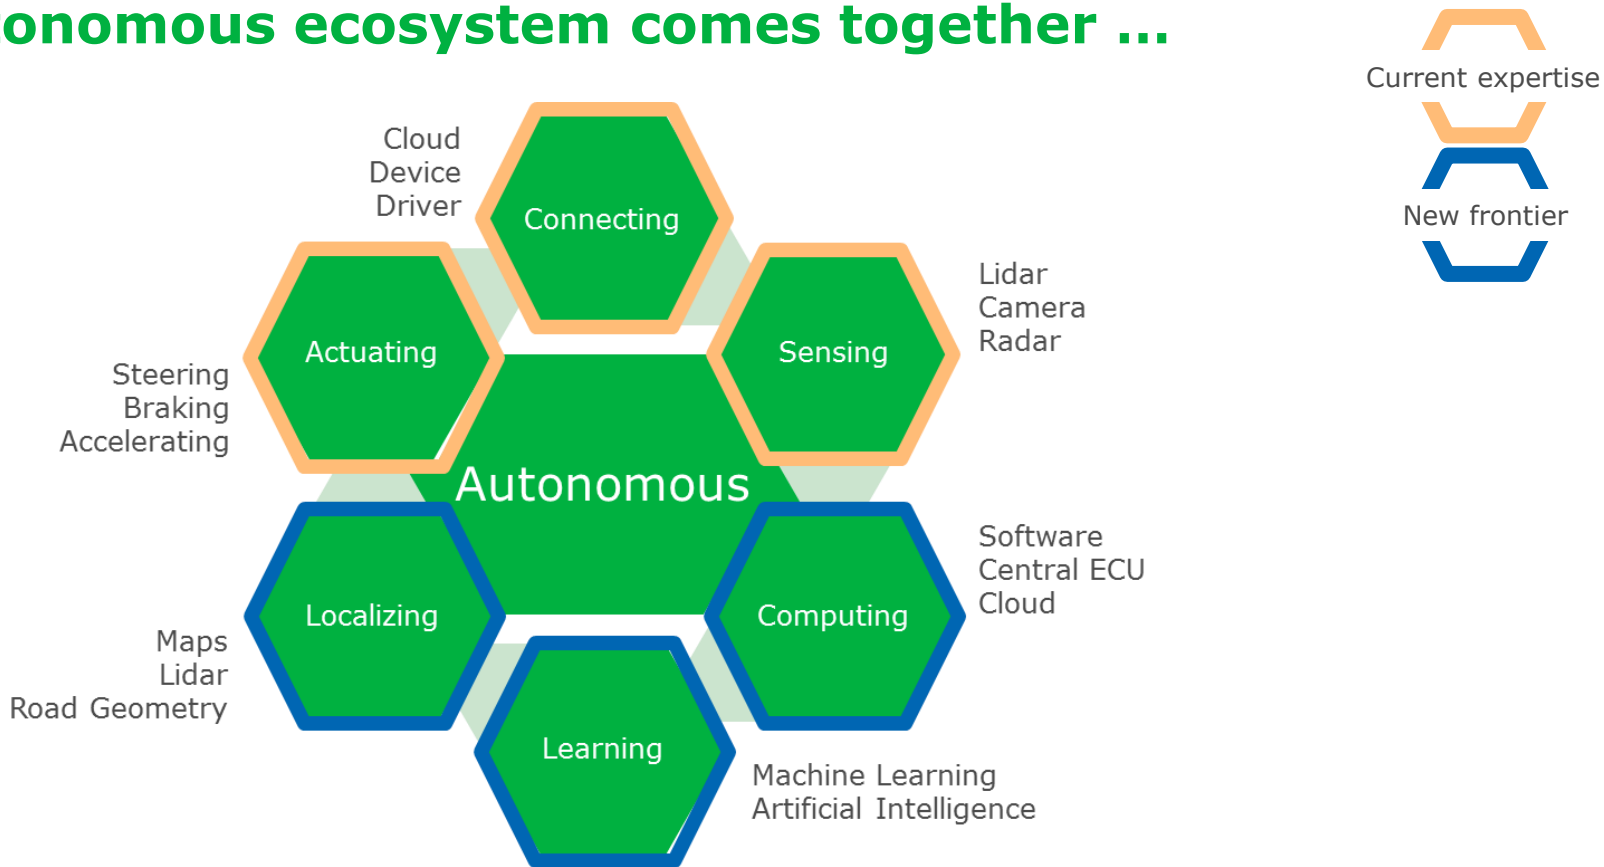 onomous ecosystem comes together ...
Current expertise
New frontier
Cloud
Device
Driver
Connecting
Lidar
Camera
Radar
Sensing
Actuating
Steering
Braking
Accelerating
Autonomous
Software
Central ECU
Cloud
Computing
Localizing
Maps
Lidar
Road Geometry
Learning
Machine Learning
Artificial Intelligence